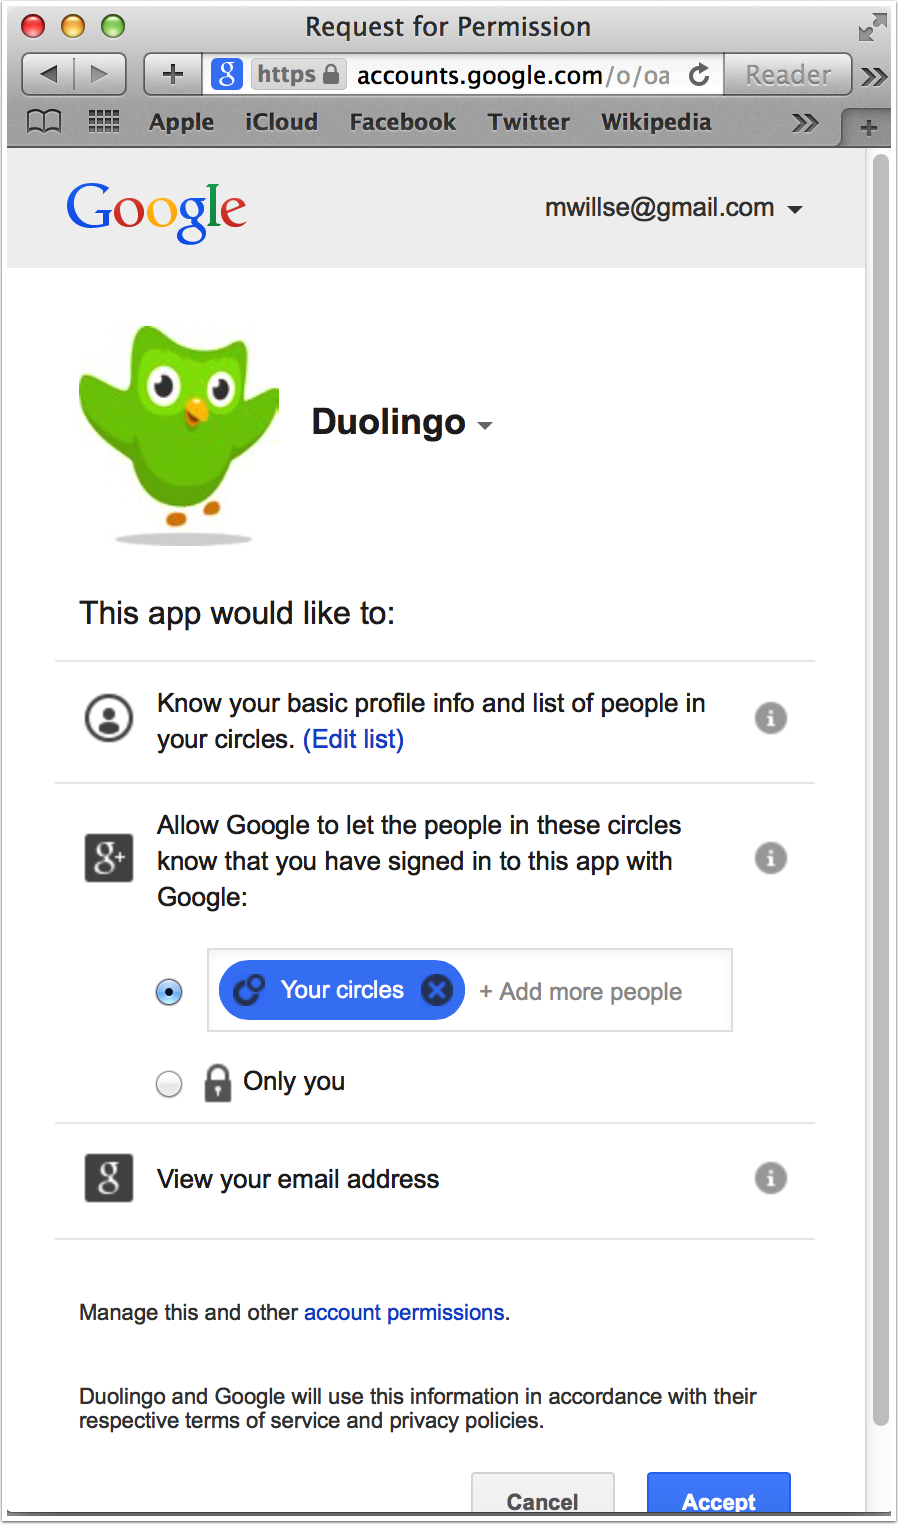 Request for Permission
https accounts.google.com/o/oa Reader
Apple iCloud Facebook Twitter Wikipedia
Google mwillse@gmail.com
Duolingo
This app would like to:
Know your basic profile info and list of people in
your circles. (Edit list)
Allow Google to let the people in these circles
know that you have signed in to this app with
Google:
Your circles + Add more people
Only you
View your email address
Manage this and other account permissions.
Duolingo and Google will use this information in accordance with their
respective terms of service and privacy policies.
Cancel Accept